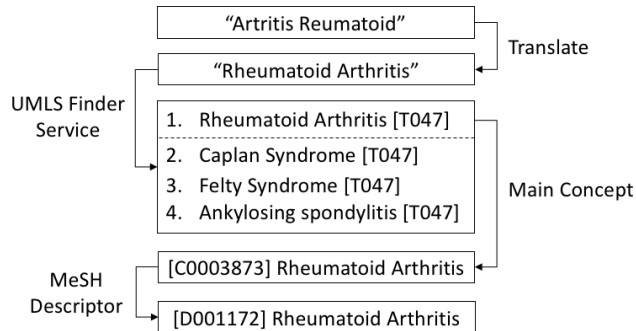 “Artritis Reumatoid”
Translate
“Rheumatoid Arthritis”
UMLS Finder
Service
1. Rheumatoid Arthritis [T047]
2. Caplan Syndrome [T047]
3. Felty Syndrome [T047]
4. Ankylosing spondylitis [T047]
Main Concept
[C0003873] Rheumatoid Arthritis
MeSH
Descriptor
[D001172] Rheumatoid Arthritis